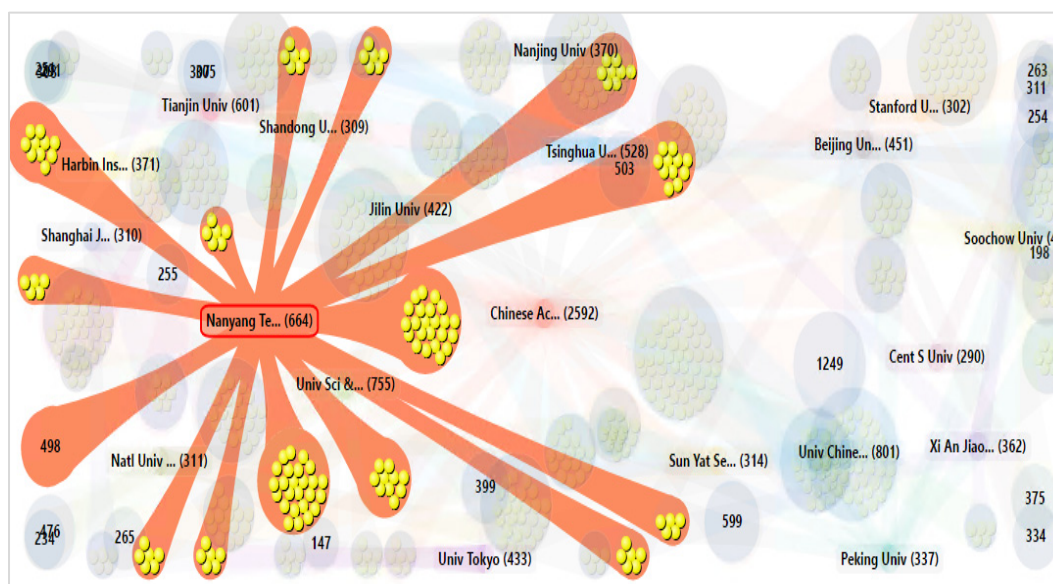 Nanjing Univ (370)
263
305
311
Tianjin Univ (601)
Stanford U... (302)
254
Shandong U... (309)
Beijing Un... (451)
Tsinghua U... (528)
Harbin Ins... (371)
503
Jilin Univ (422)
Shanghai J... (310)
Soochow Univ (4
198
255
Nanyang Te... (664)
Chinese Ac... (2592)
1249
Cent S Univ (290)
Univ Sci &... (755)
498
Natl Univ ... (311)
Sun Yat Se... (314)
Univ Chine... (801)
Xi An Jiao... (362)
399
375
599
476
265
334
147
Univ Tokyo (433)
Peking Univ (337)